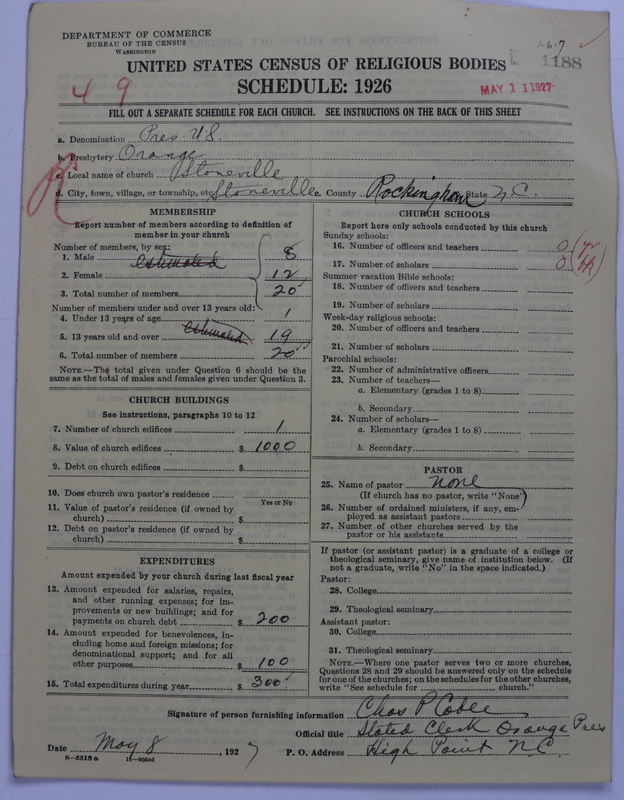 DEPARTMENT OF COMMERCE
BUREAU OF THE CENSUS
WASHINGTON
1-6-7
1188
UNITED STATES CENSUS OF RELIGIOUS BODIES
SCHEDULE: 1926
4 9
MAY 11 1927
FILL OUT A SEPARATE SCHEDULE FOR EACH CHURCH. SEE INSTRUCTIONS ON THE BACK OF THIS SHEET
a. Denomination Pres U.S.
b. Presbytery Orange
c. Local name of church Stoneville
d. City, town, village, or township, etc Stoneville County Rockingham State N.C.
MEMBERSHIP
Report number of members according to definition of
member in your church
Number of members, by sex:
1. Male estimated 8
2. Female 12
3. Total number of members 20
Number of members under and over 13 years old:
4. Under 13 years of age 1
5. 13 years old and over estimated 19
6. Total number of members 20
NOTE.—The total given under Question 6 should be the
same as the total of males and females given under Question 3.
CHURCH BUILDINGS
See instructions, paragraphs 10 to 12
7. Number of church edifices 1
8. Value of church edifices $ 1000
9. Debt on church edifices $
10. Does church own pastor's residence
Yes or No
11. Value of pastor's residence (if owned by
church) $
12. Debt on pastor's residence (if owned by
church) $
EXPENDITURES
Amount expended by your church during last fiscal year
13. Amount expended for salaries, repairs,
and other running expenses; for im-
provements or new buildings; and for
payments on church debt $ 200
14. Amount expended for benevolences, in-
cluding home and foreign missions; for
denominational support; and for all
other purposes $ 100
15. Total expenditures during year $ 300
CHURCH SCHOOLS
Report here only schools conducted by this church
Sunday schools:
16. Number of officers and teachers 0
17. Number of scholars 0
Summer vacation Bible schools:
18. Number of officers and teachers
19. Number of scholars
Week-day religious schools:
20. Number of officers and teachers
21. Number of scholars
Parochial schools:
22. Number of administrative officers
23. Number of teachers—
a. Elementary (grades 1 to 8)
b. Secondary
24. Number of scholars—
a. Elementary (grades 1 to 8)
b. Secondary
PASTOR
25. Name of pastor none
(If church has no pastor, write "None")
26. Number of ordained ministers, if any, em-
ployed as assistant pastors
27. Number of other churches served by the
pastor or his assistants
If pastor (or assistant pastor) is a graduate of a college or
theological seminary, give name of institution below. (If
not a graduate, write "No" in the space indicated.)
Pastor:
28. College
29. Theological seminary
Assistant pastor:
30. College
31. Theological seminary
NOTE.—Where one pastor serves two or more churches,
Questions 28 and 29 should be answered only on the schedule
for one of the churches; on the schedules for the other churches,
write "See schedule for church."
Signature of person furnishing information Chas P Coble
Official title Stated Clerk Orange Pres
Date May 8, 1927 P. O. Address High Point N.C.
8—5518a 11—40544